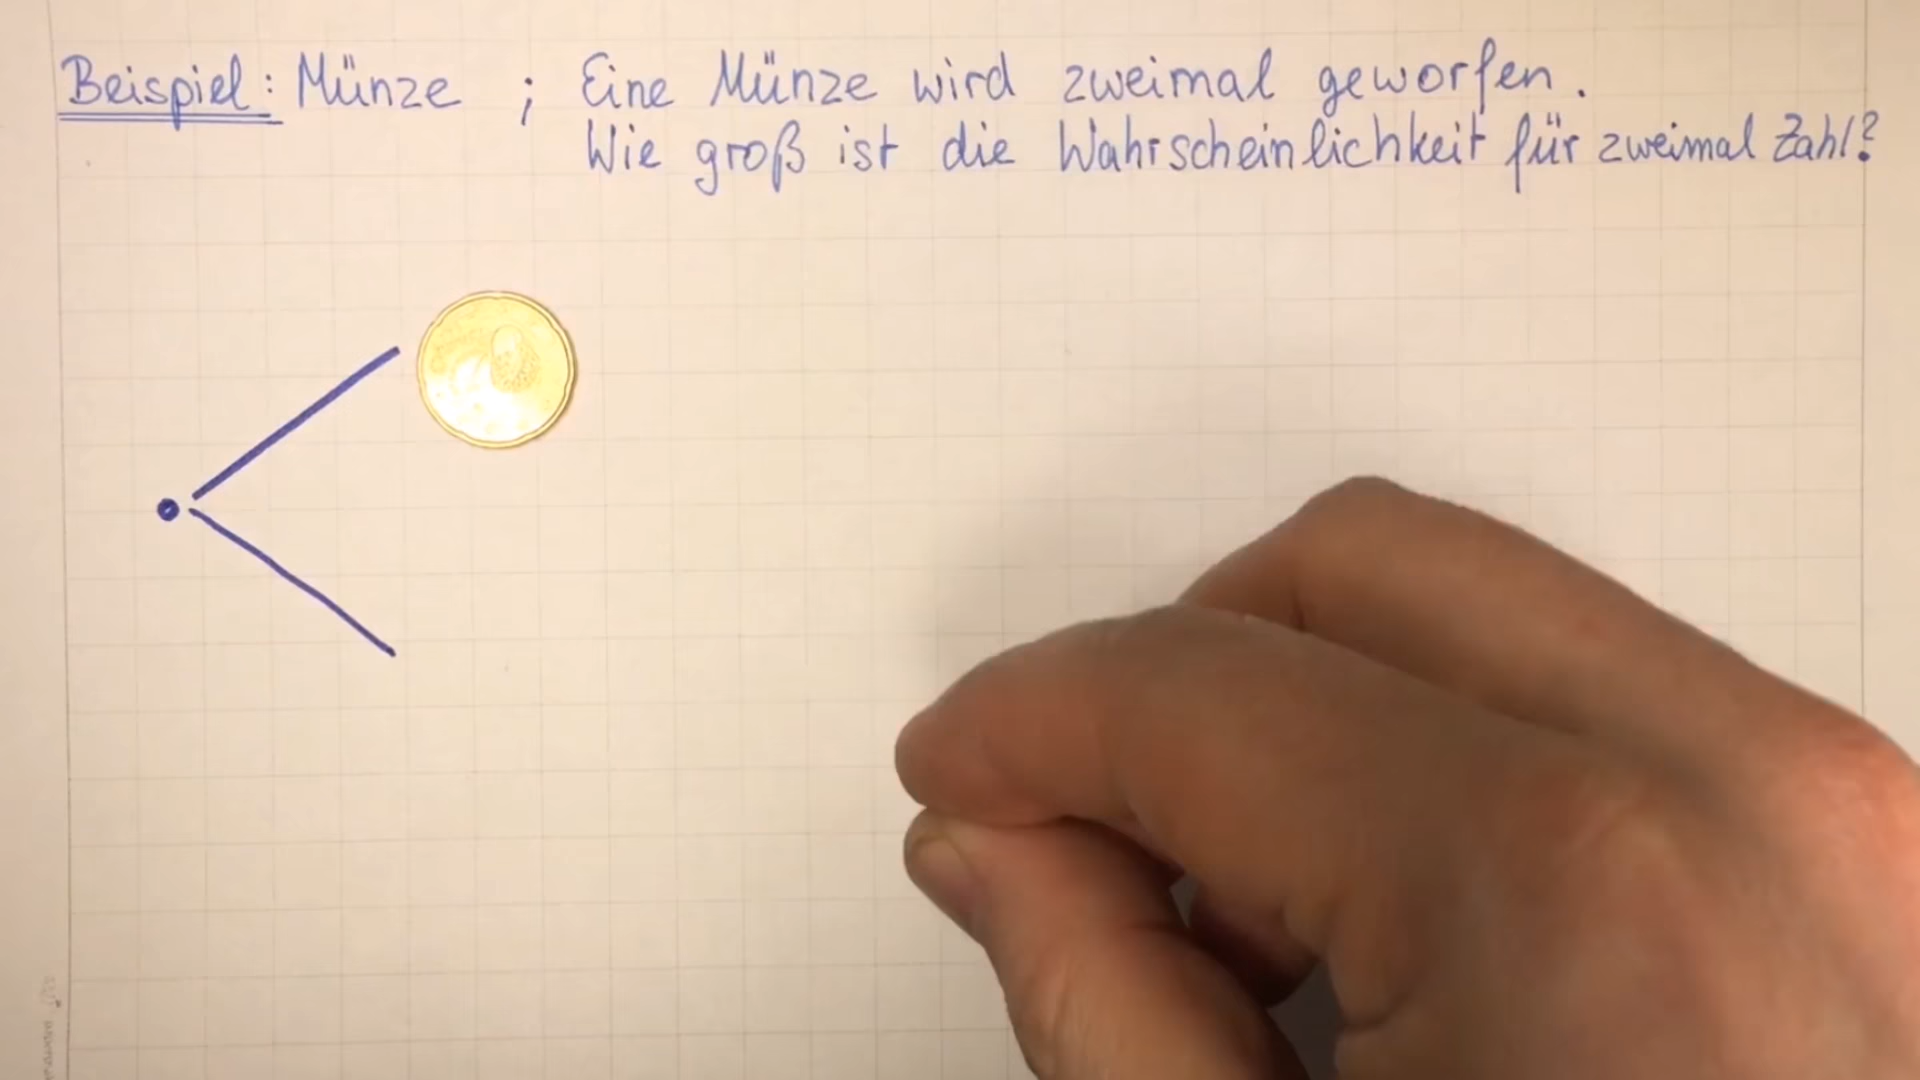 Beispiel: Münze ; Eine Münze wird zweimal geworfen.
Wie groß ist die Wahrscheinlichkeit für zweimal Zahl?